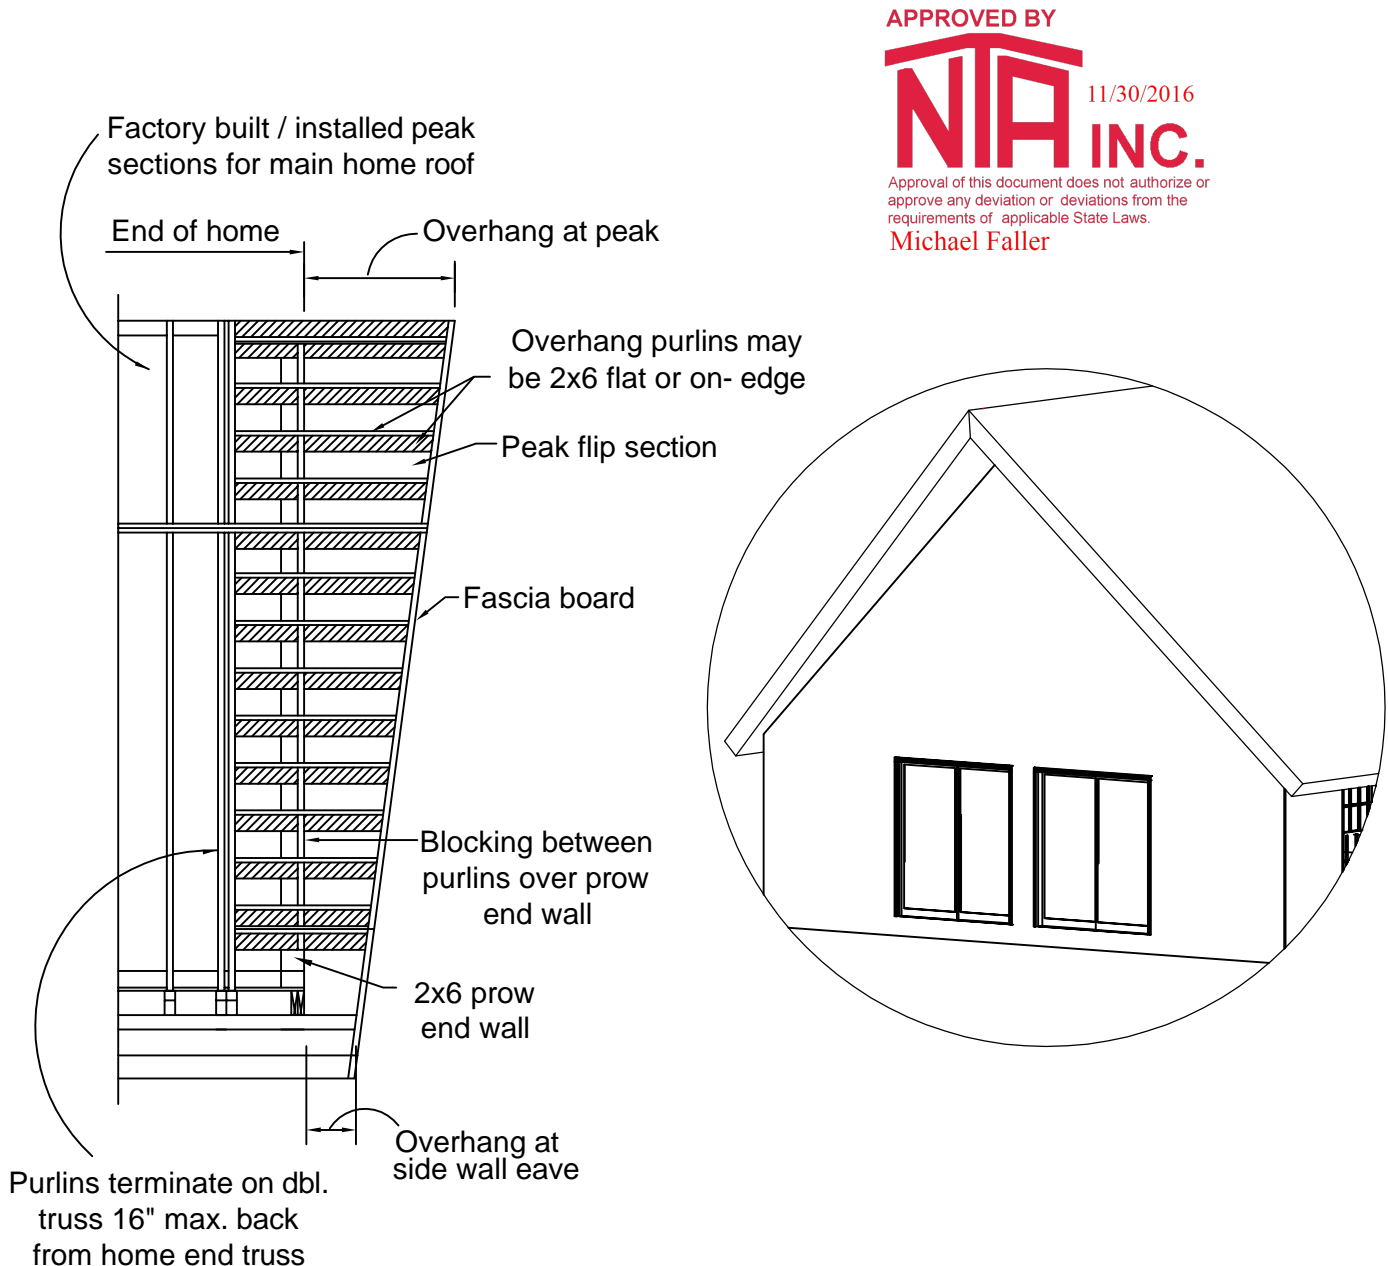 APPROVED BY
NTA
11/30/2016
INC.
Approval of this document does not authorize or
approve any deviation or deviations from the
requirements of applicable State Laws.
Michael Faller
Factory built / installed peak
sections for main home roof
End of home
Overhang at peak
Overhang purlins may
be 2x6 flat or on- edge
Peak flip section
Fascia board
Blocking between
purlins over prow
end wall
2x6 prow
end wall
Overhang at
side wall eave
Purlins terminate on dbl.
truss 16" max. back
from home end truss